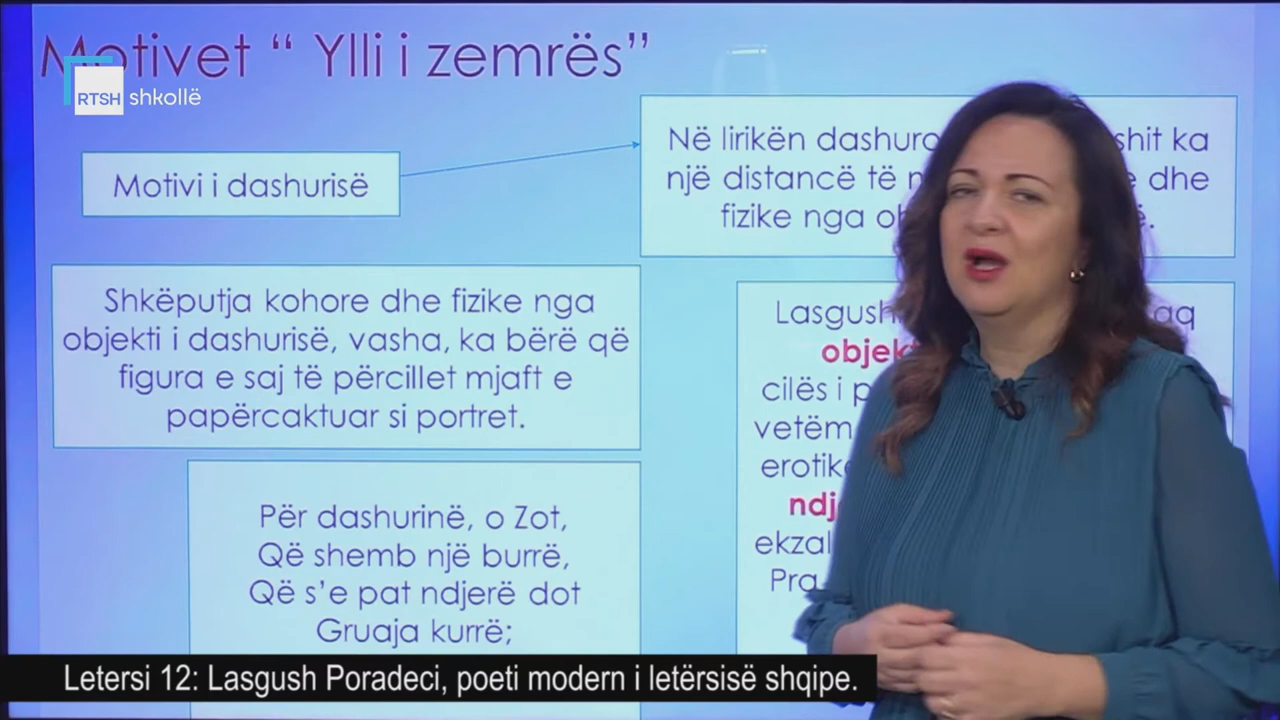 Motivet “ Ylli i zemrës”
RTSH shkollë
Motivi i dashurisë
Në lirikën dashuro shit ka
një distancë të dhe
fizike nga
Shkëputja kohore dhe fizike nga
objekti i dashurisë, vasha, ka bërë që
figura e saj të përcillet mjaft e
papërcaktuar si portret.
Lasgush aq
objekt
cilës i
vetëm
erotik
ndj
ekzal
Pra
Për dashurinë, o Zot,
Që shemb një burrë,
Që s’e pat ndjerë dot
Gruaja kurrë;
Letersi 12: Lasgush Poradeci, poeti modern i letërsisë shqipe.